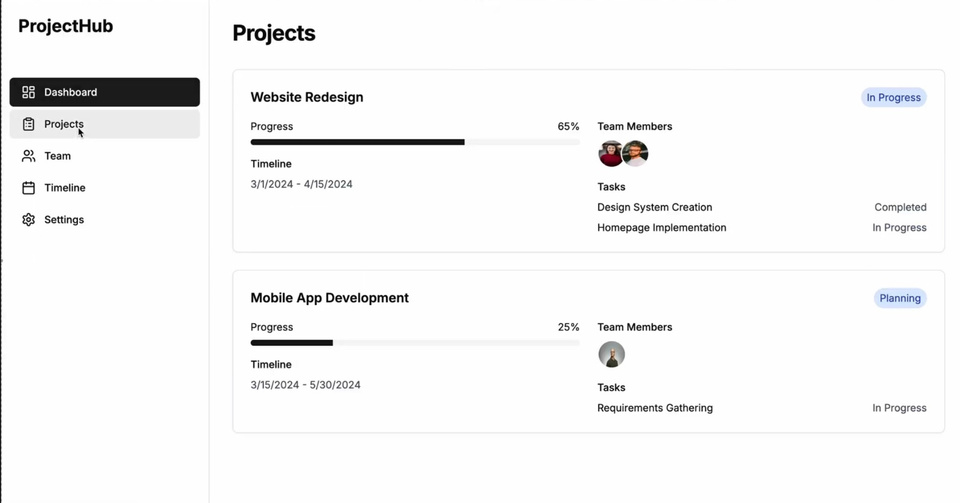 ProjectHub
Dashboard
Projects
Team
Timeline
Settings
Projects
Website Redesign
In Progress
Progress
65%
Timeline
3/1/2024 - 4/15/2024
Team Members
Tasks
Design System Creation
Completed
Homepage Implementation
In Progress
Mobile App Development
Planning
Progress
25%
Timeline
3/15/2024 - 5/30/2024
Team Members
Tasks
Requirements Gathering
In Progress